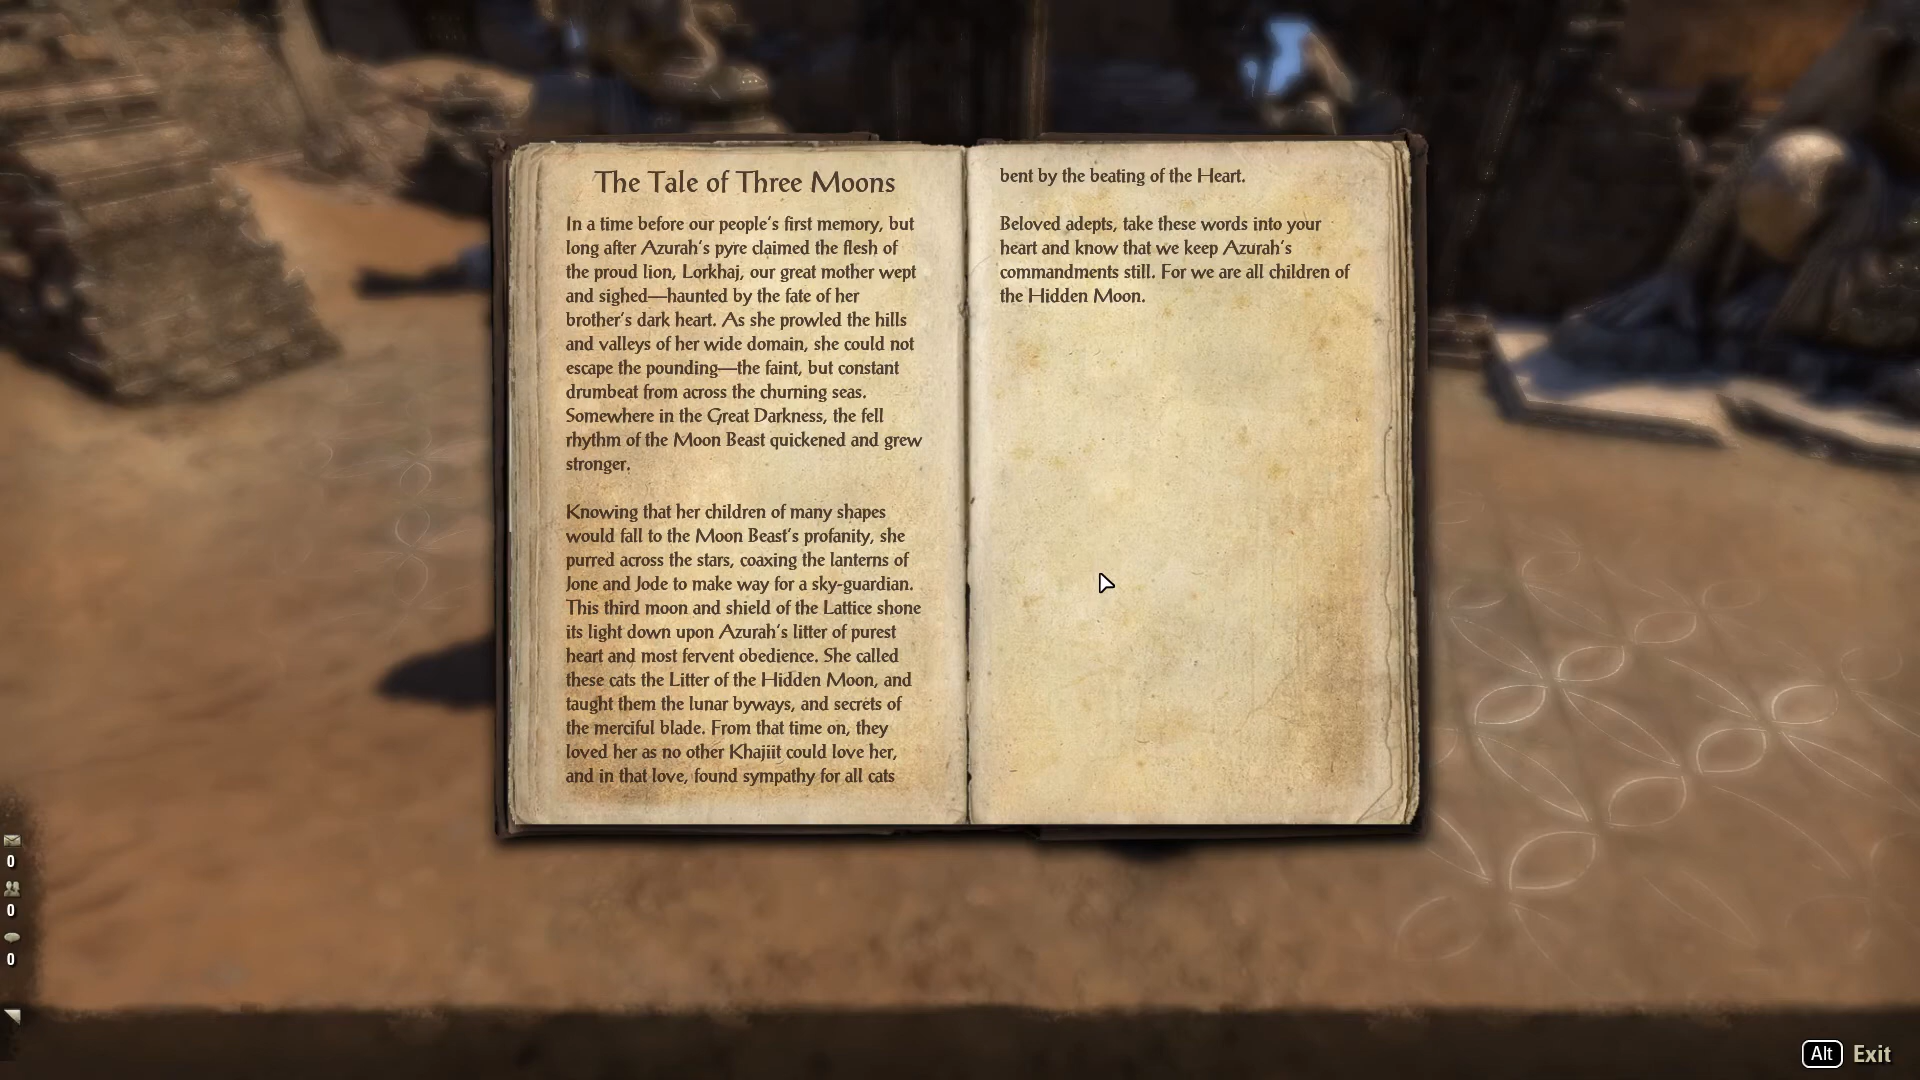 The Tale of Three Moons
In a time before our people's first memory, but
long after Azurah's pyre claimed the flesh of
the proud lion, Lorkhaj, our great mother wept
and sighed—haunted by the fate of her
brother's dark heart. As she prowled the hills
and valleys of her wide domain, she could not
escape the pounding—the faint, but constant
drumbeat from across the churning seas.
Somewhere in the Great Darkness, the fell
rhythm of the Moon Beast quickened and grew
stronger.
Knowing that her children of many shapes
would fall to the Moon Beast's profanity, she
purred across the stars, coaxing the lanterns of
Jone and Jode to make way for a sky-guardian.
This third moon and shield of the Lattice shone
its light down upon Azurah's litter of purest
heart and most fervent obedience. She called
these cats the Litter of the Hidden Moon, and
taught them the lunar byways, and secrets of
the merciful blade. From that time on, they
loved her as no other Khajiit could love her,
and in that love, found sympathy for all cats
bent by the beating of the Heart.
Beloved adepts, take these words into your
heart and know that we keep Azurah's
commandments still. For we are all children of
the Hidden Moon.
0
0
0
Alt Exit